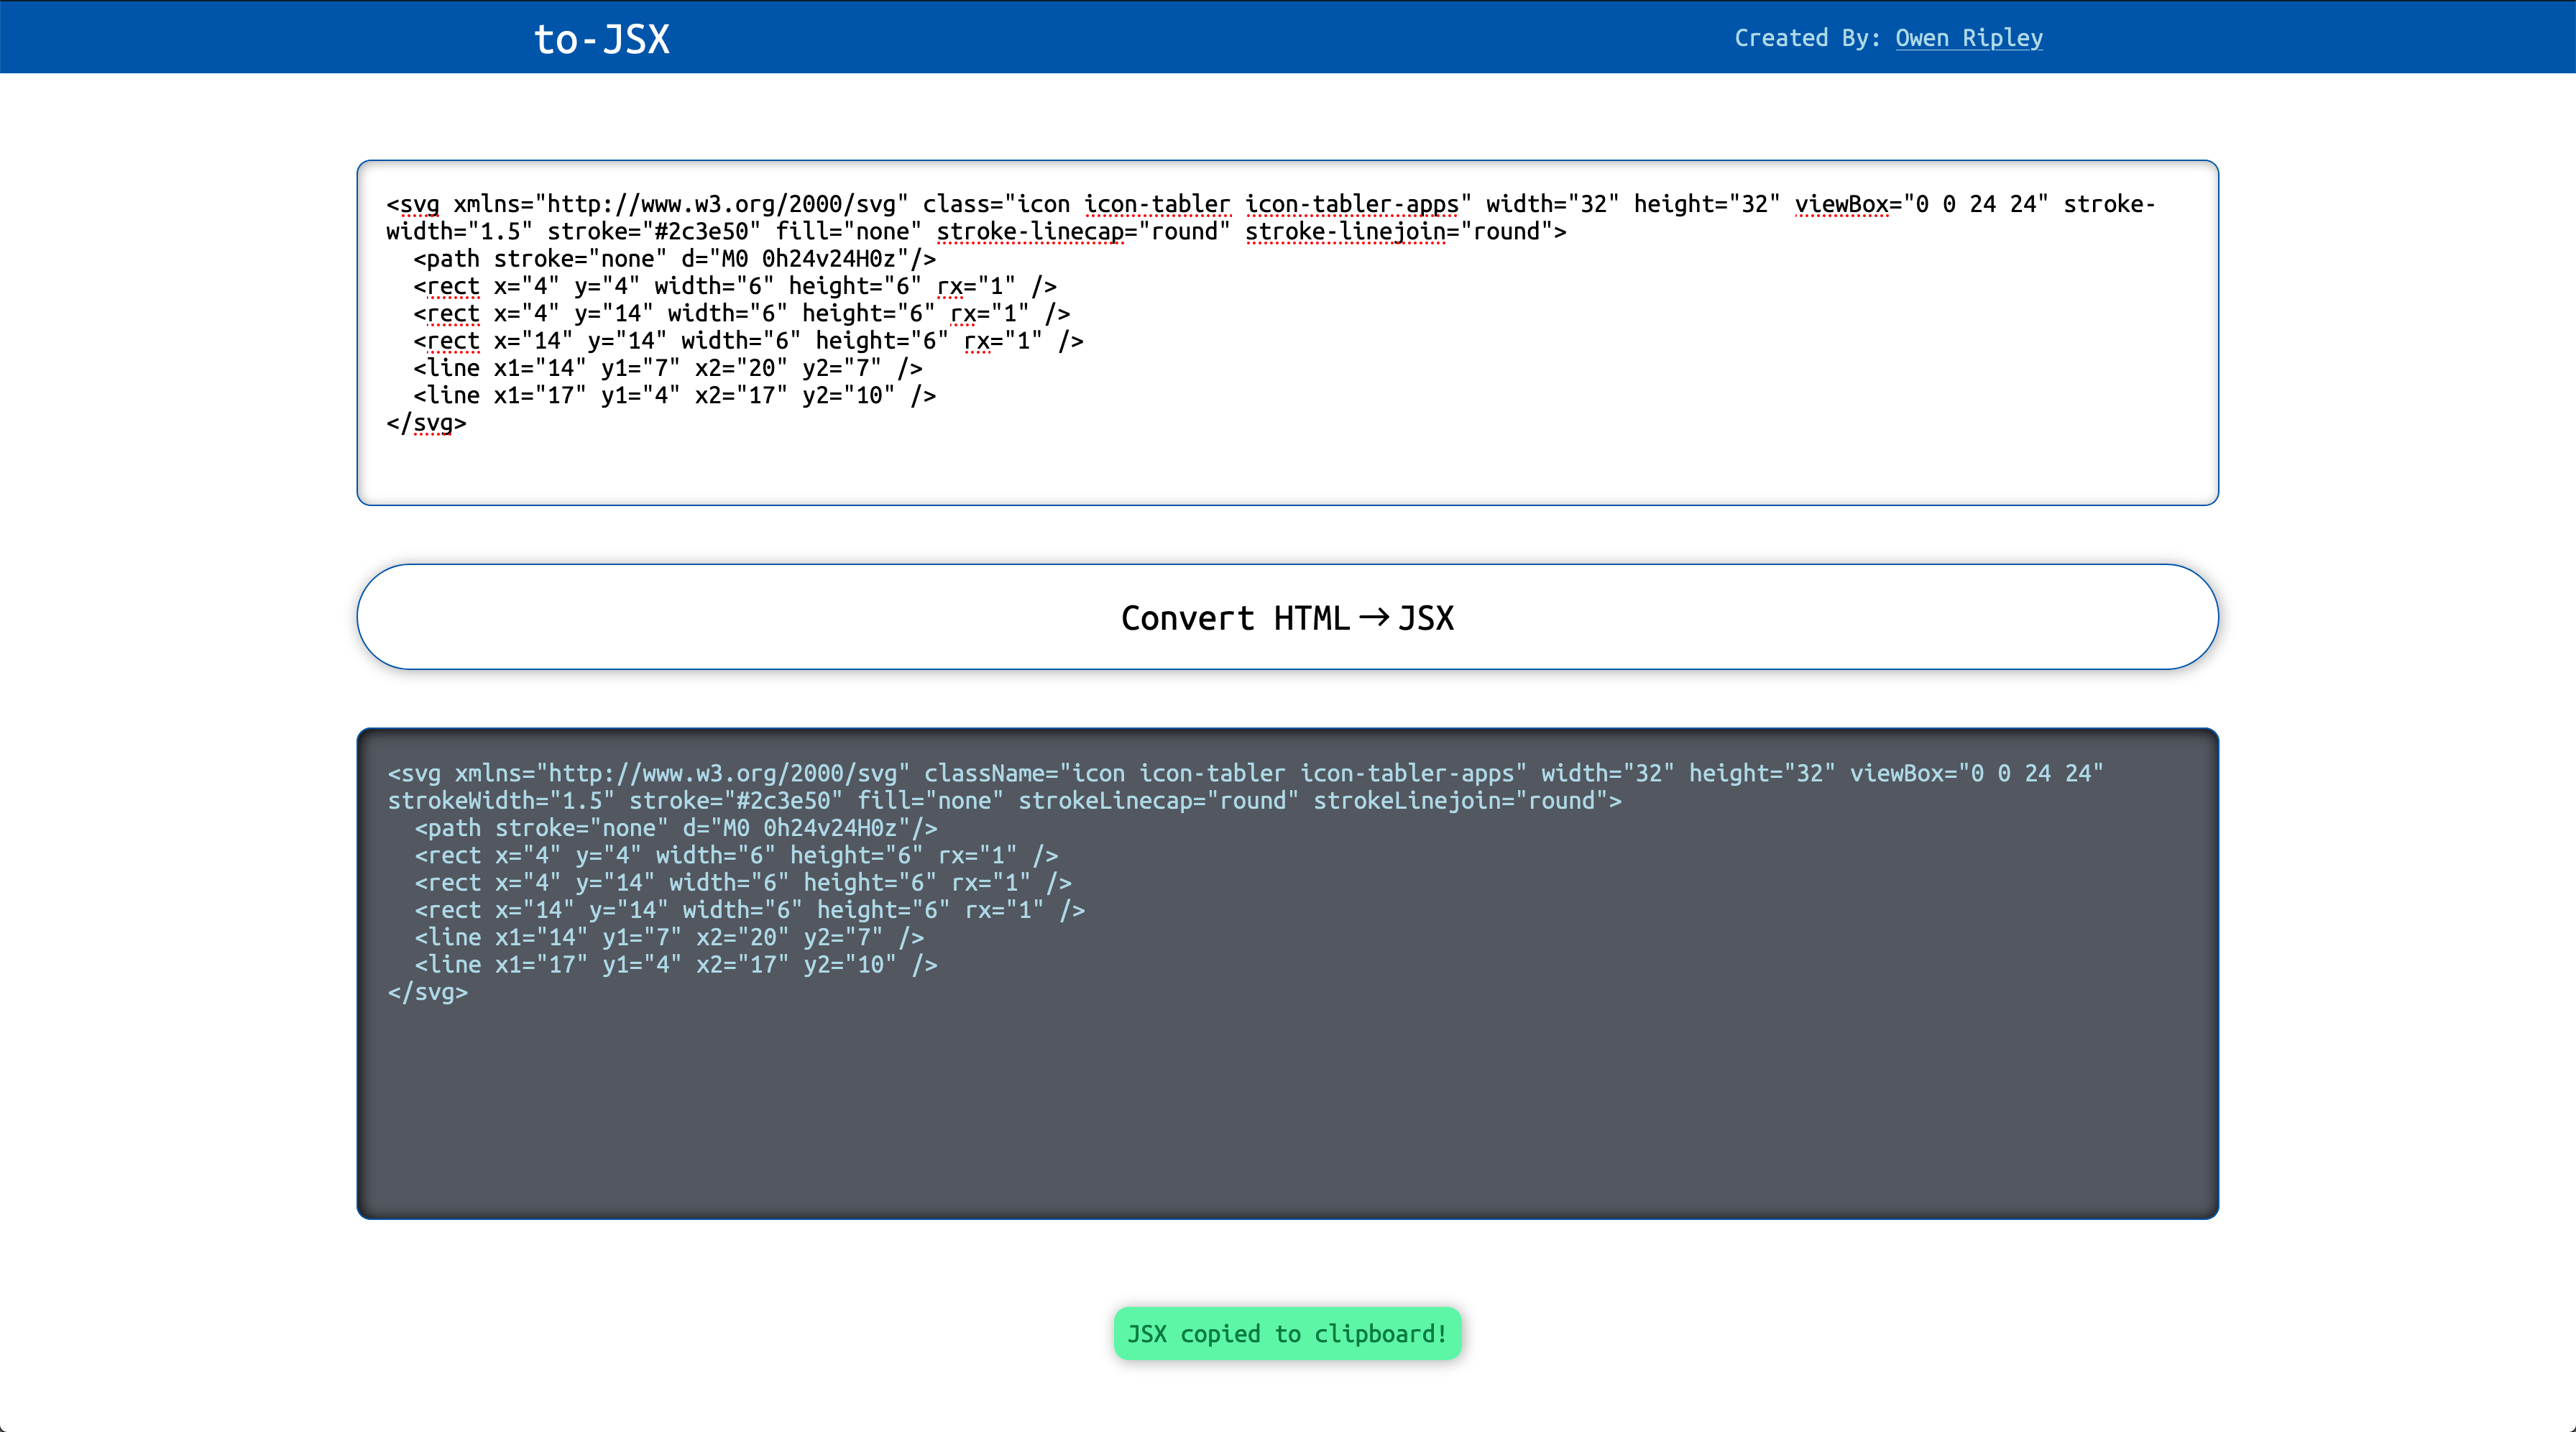 to-JSX
Created By: Owen Ripley
<svg xmlns="http://www.w3.org/2000/svg" class="icon icon-tabler icon-tabler-apps" width="32" height="32" viewBox="0 0 24 24" stroke-
width="1.5" stroke="#2c3e50" fill="none" stroke-linecap="round" stroke-linejoin="round">
  <path stroke="none" d="M0 0h24v24H0z"/>
  <rect x="4" y="4" width="6" height="6" rx="1" />
  <rect x="4" y="14" width="6" height="6" rx="1" />
  <rect x="14" y="14" width="6" height="6" rx="1" />
  <line x1="14" y1="7" x2="20" y2="7" />
  <line x1="17" y1="4" x2="17" y2="10" />
</svg>
Convert HTML→JSX
<svg xmlns="http://www.w3.org/2000/svg" className="icon icon-tabler icon-tabler-apps" width="32" height="32" viewBox="0 0 24 24"
strokeWidth="1.5" stroke="#2c3e50" fill="none" strokeLinecap="round" strokeLinejoin="round">
  <path stroke="none" d="M0 0h24v24H0z"/>
  <rect x="4" y="4" width="6" height="6" rx="1" />
  <rect x="4" y="14" width="6" height="6" rx="1" />
  <rect x="14" y="14" width="6" height="6" rx="1" />
  <line x1="14" y1="7" x2="20" y2="7" />
  <line x1="17" y1="4" x2="17" y2="10" />
</svg>
JSX copied to clipboard!